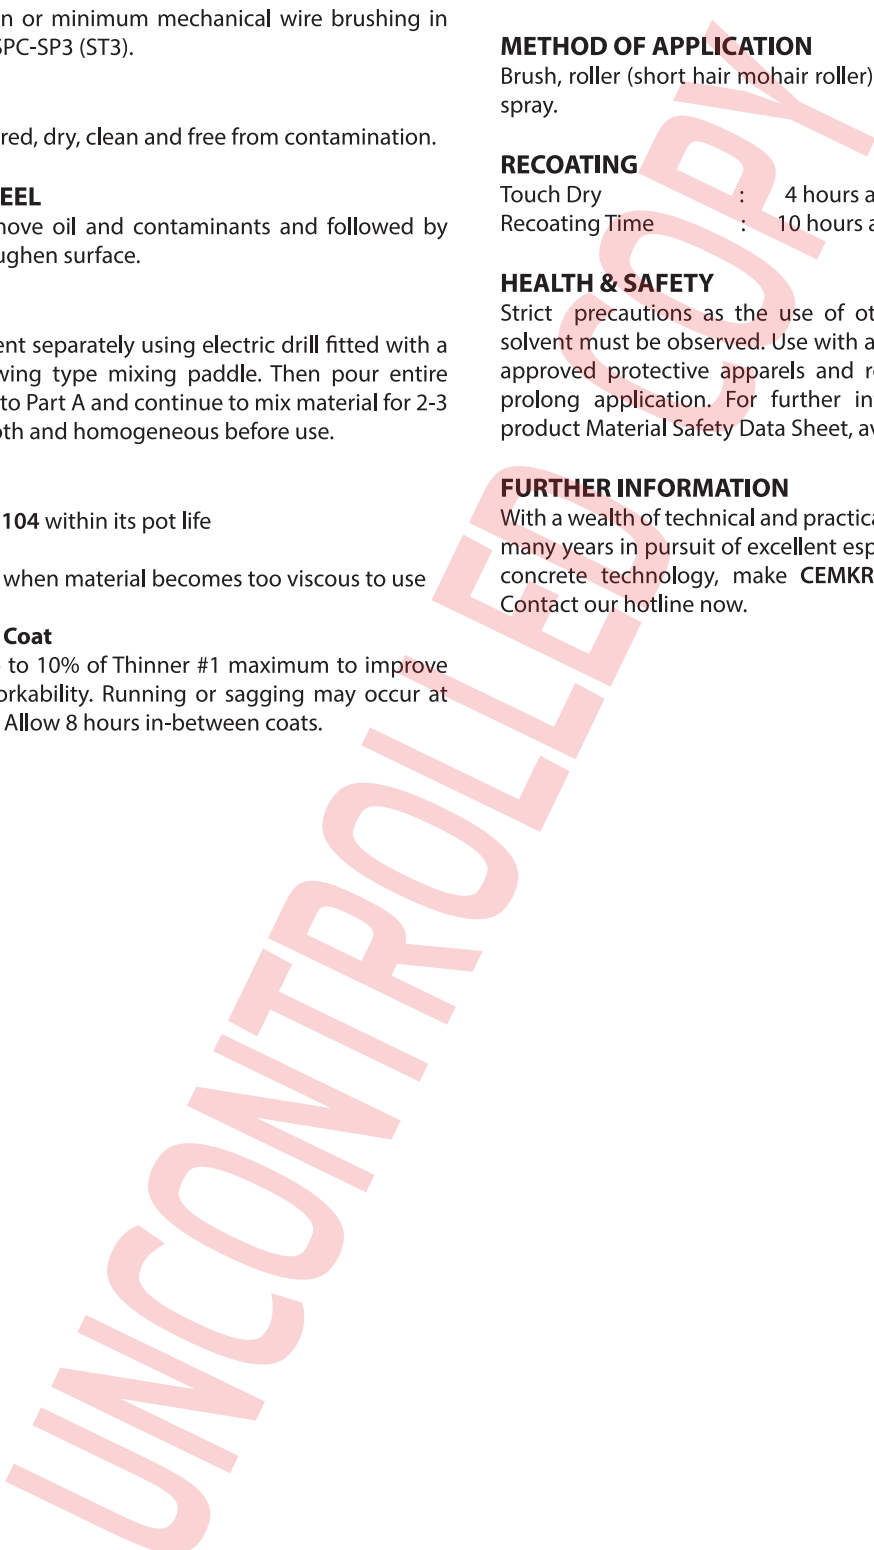 n or minimum mechanical wire brushing in
SPC-SP3 (ST3).
red, dry, clean and free from contamination.
EEL
move oil and contaminants and followed by
ughen surface.
ent separately using electric drill fitted with a
wing type mixing paddle. Then pour entire
to Part A and continue to mix material for 2-3
oth and homogeneous before use.
104 within its pot life
when material becomes too viscous to use
Coat
to 10% of Thinner #1 maximum to improve
orkability. Running or sagging may occur at
Allow 8 hours in-between coats.
METHOD OF APPLICATION
Brush, roller (short hair mohair roller)
spray.
RECOATING
Touch Dry : 4 hours a
Recoating Time : 10 hours a
HEALTH & SAFETY
Strict precautions as the use of ot
solvent must be observed. Use with a
approved protective apparels and r
prolong application. For further in
product Material Safety Data Sheet, av
FURTHER INFORMATION
With a wealth of technical and practica
many years in pursuit of excellent esp
concrete technology, make CEMKR
Contact our hotline now.
UNCONTROLLED COPY